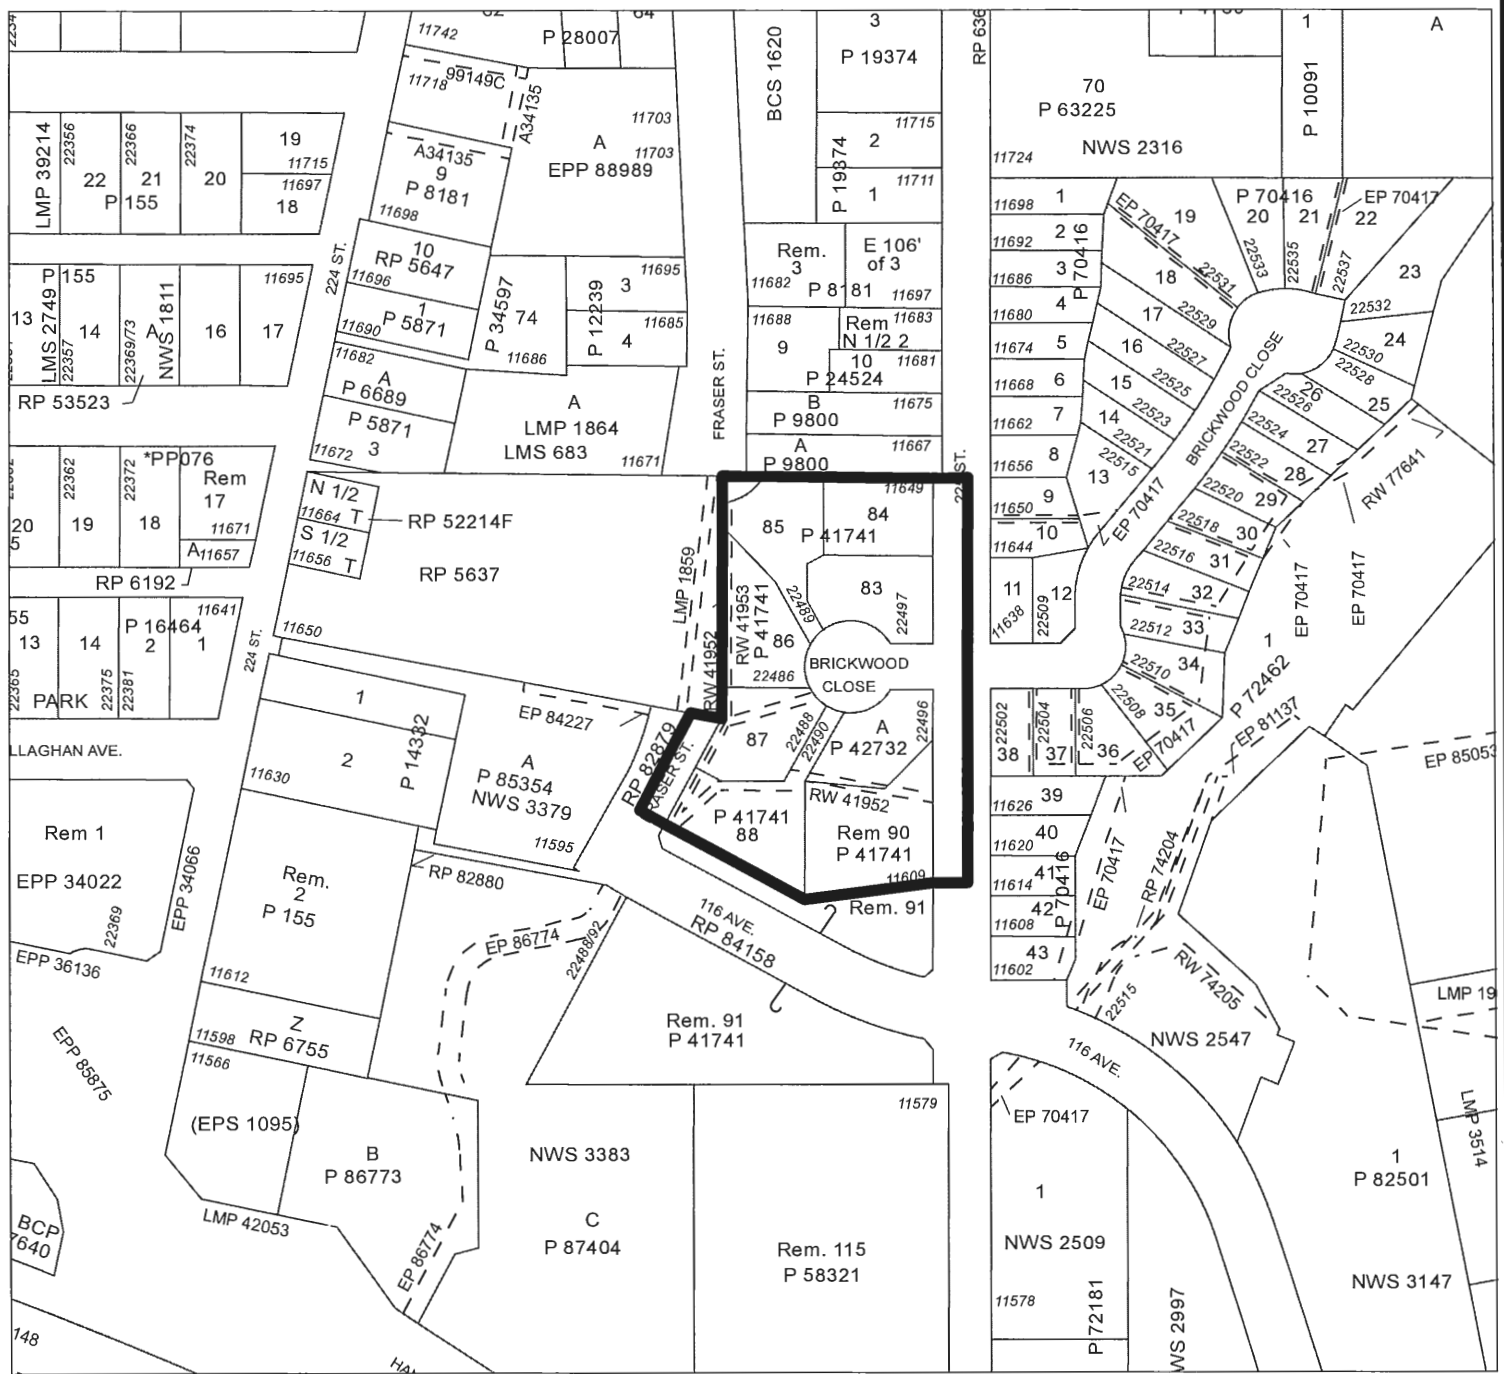 11742
P 28007
3
P 19374
BCS 1620
RP 636
1
A
P 10091
70
P 63225
NWS 2316
11724
11718
99149C
A34135
11703
A
11703
EPP 88989
A34135
9
P 8181
11698
11715
2
P 19374
11711
1
LMP 39214
22356
22366
22374
22
21
20
P 155
19
11715
11697
18
224 ST.
10
RP 5647
11696
1
P 5871
11690
P 34597
74
11686
P 12239
3
11695
4
11685
Rem.
3
11682
P 8181
E 106'
of 3
11697
11688
9
Rem
11683
N 1/2 2
10
11681
P 24524
B
11675
P 9800
A
11667
P 9800
FRASER ST.
11698
1
11692
2
11686
3
P 70416
11680
4
11674
5
11668
6
11662
7
11656
8
11650
9
11644
10
11
11638
12
22509
EP 70417
19
P 70416
20
21
22
EP 70417
22533
22535
22537
23
22531
18
22529
17
22527
16
22525
15
22523
14
22521
22515
13
EP 70417
BRICKWOOD CLOSE
22532
24
22530
22528
25
26
22526
22524
27
22522
28
22520
29
22518
30
22516
31
22514
32
22512
33
22510
34
22508
35
RW 77641
EP 70417
EP 70417
EP 70417
1
P 72462
EP 81137
EP 85053
P 155
13
LMS 2749
14
22357
22369/73
A
NWS 1811
16
17
11695
RP 53523
11682
A
P 6689
P 5871
3
11672
A
LMP 1864
LMS 683
11671
*PP076
22362
22372
Rem
17
11671
20
5
19
18
A
11657
RP 6192
N 1/2
11664
T
S 1/2
11656
T
RP 52214F
RP 5637
11650
LMP 1859
RW 41952
RW 41953
P 41741
11649
85
84
P 41741
83
22489
22497
86
22486
BRICKWOOD
CLOSE
22488
22490
87
A
P 42732
22496
RW 41952
P 41741
88
Rem 90
P 41741
11609
Rem. 91
55
13
14
P 16464
2
1
11641
22365
22375
22381
PARK
224 ST.
LLAGHAN AVE.
1
2
P 14332
11630
EP 84227
A
P 85354
NWS 3379
11595
RP 82879
RP 82880
22502
38
22504
37
22506
36
11626
39
11620
40
11614
41
P 70416
11608
42
11602
43
EP 70417
RP 74204
RW 74205
22515
NWS 2547
LMP 19
LMP 3514
Rem 1
EPP 34022
22369
EPP 34066
EPP 36136
EPP 85875
Rem.
2
P 155
11612
EP 86774
22488/92
116 AVE.
RP 84158
Z
RP 6755
11598
11566
(EPS 1095)
B
P 86773
LMP 42053
EP 86774
Rem. 91
P 41741
NWS 3383
C
P 87404
11579
Rem. 115
P 58321
116 AVE.
EP 70417
1
NWS 2509
11578
P 72181
WS 2997
1
P 82501
NWS 3147
BCP
7640
148